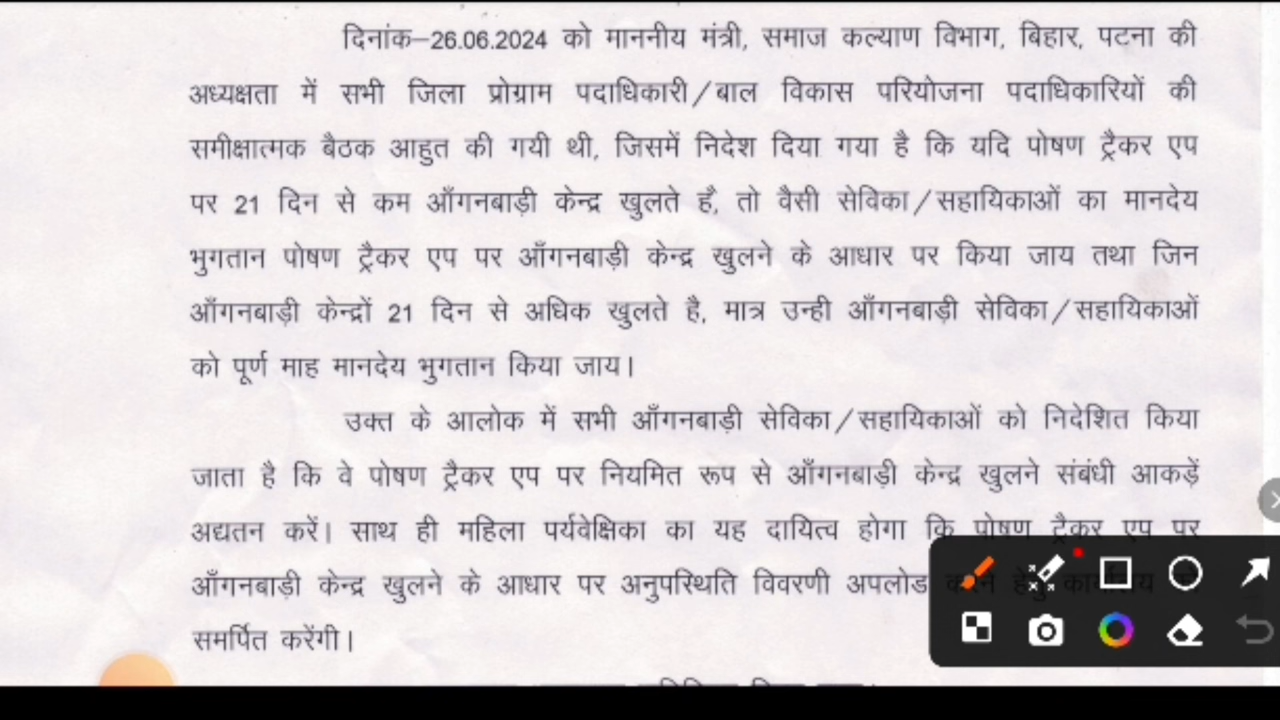 दिनांक–26.06.2024 को माननीय मंत्री, समाज कल्याण विभाग, बिहार, पटना की
अध्यक्षता में सभी जिला प्रोग्राम पदाधिकारी/बाल विकास परियोजना पदाधिकारियों की
समीक्षात्मक बैठक आहुत की गयी थी, जिसमें निदेश दिया गया है कि यदि पोषण ट्रैकर एप
पर 21 दिन से कम आँगनबाड़ी केन्द्र खुलते हैं, तो वैसी सेविका/सहायिकाओं का मानदेय
भुगतान पोषण ट्रैकर एप पर आँगनबाड़ी केन्द्र खुलने के आधार पर किया जाय तथा जिन
आँगनबाड़ी केन्द्रों 21 दिन से अधिक खुलते है, मात्र उन्ही आँगनबाड़ी सेविका/सहायिकाओं
को पूर्ण माह मानदेय भुगतान किया जाय।
उक्त के आलोक में सभी आँगनबाड़ी सेविका/सहायिकाओं को निदेशित किया
जाता है कि वे पोषण ट्रैकर एप पर नियमित रूप से आँगनबाड़ी केन्द्र खुलने संबंधी आकड़ें
अद्यतन करें। साथ ही महिला पर्यवेक्षिका का यह दायित्व होगा कि पोषण ट्रैकर एप पर
आँगनबाड़ी केन्द्र खुलने के आधार पर अनुपस्थिति विवरणी अपलोड करने हेतु कार्यालय को
समर्पित करेंगी।